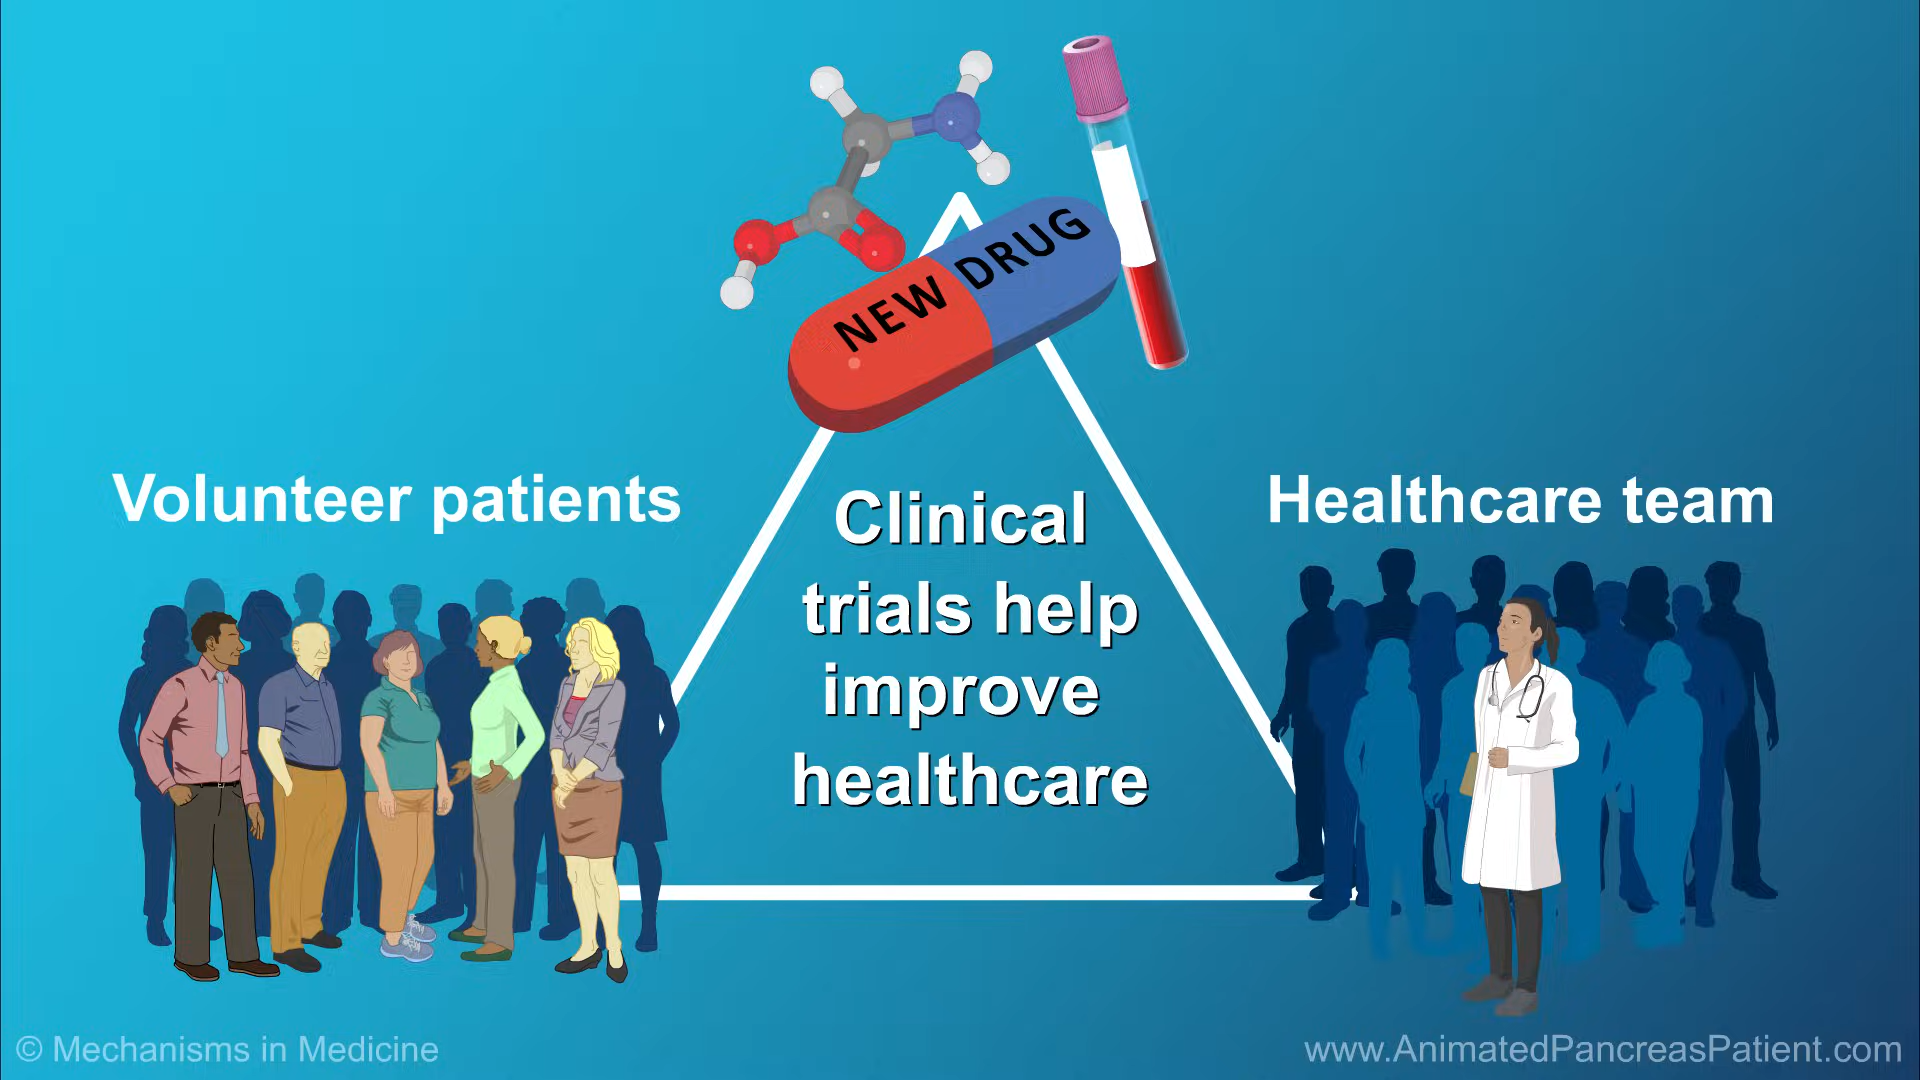 NEW DRUG
Volunteer patients
Clinical
trials help
improve
healthcare
Healthcare team
© Mechanisms in Medicine
www.AnimatedPancreasPatient.com